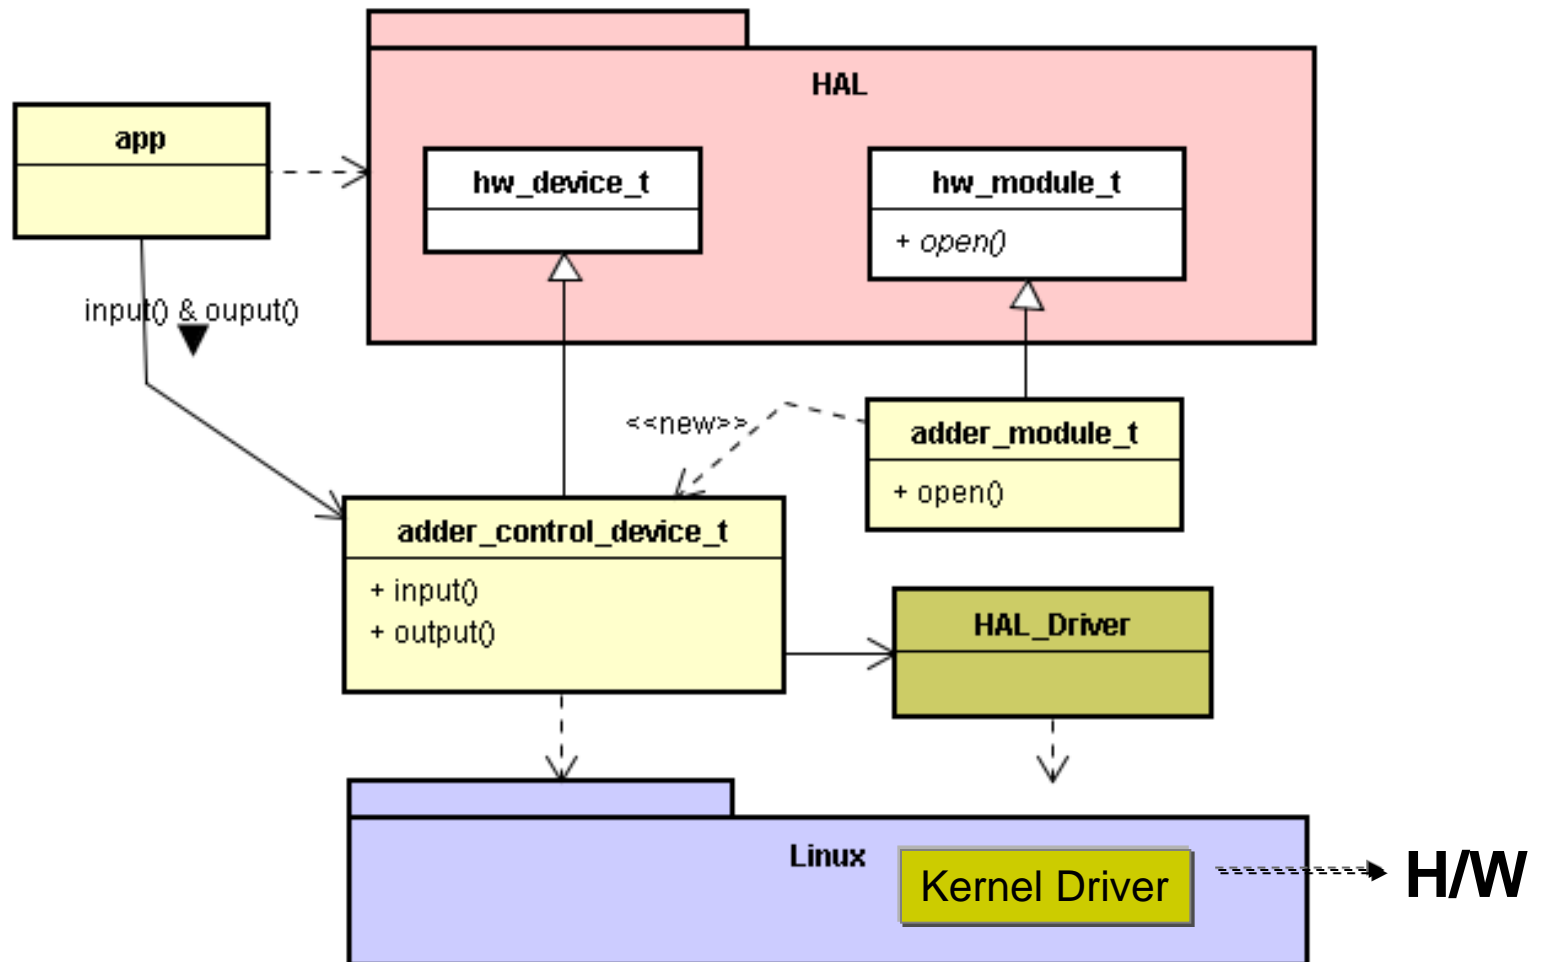 HAL
app
hw_device_t
hw_module_t
+ open()
input() & ouput()
<<new>>
adder_module_t
+ open()
adder_control_device_t
+ input()
+ output()
HAL_Driver
Linux
Kernel Driver
H/W